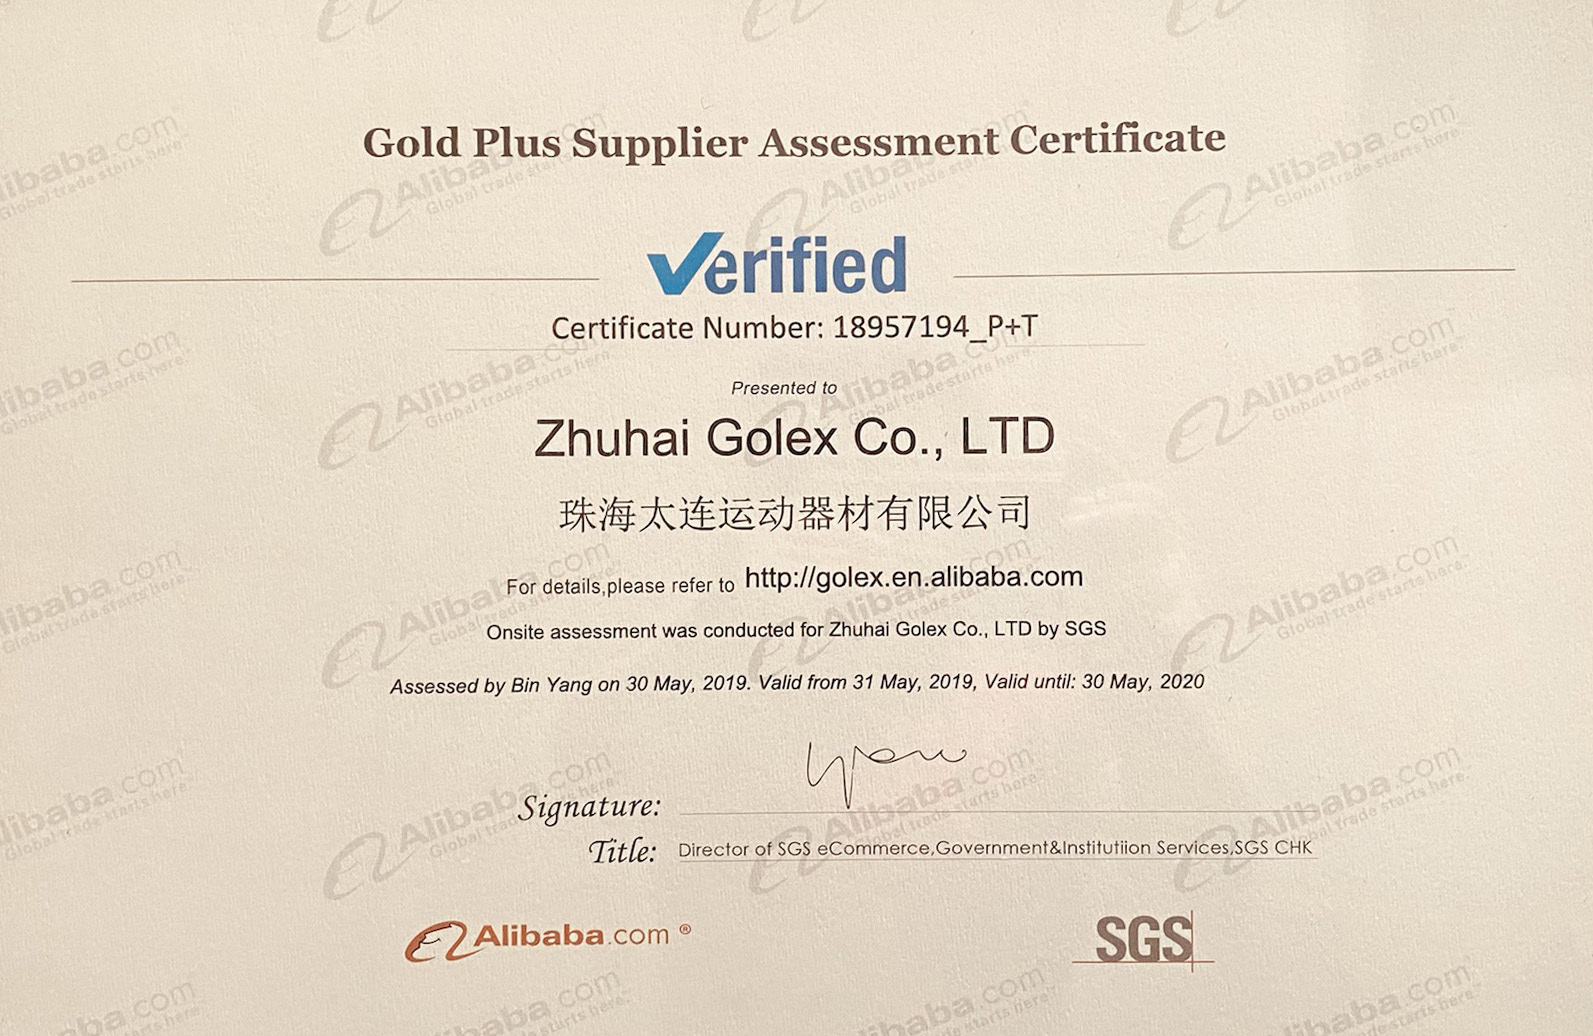 Gold Plus Supplier Assessment Certificate
Verified
Certificate Number: 18957194_P+T
Presented to
Zhuhai Golex Co., LTD
珠海太连运动器材有限公司
For details,please refer to http://golex.en.alibaba.com
Onsite assessment was conducted for Zhuhai Golex Co., LTD by SGS
Assessed by Bin Yang on 30 May, 2019. Valid from 31 May, 2019, Valid until: 30 May, 2020
Signature:
Title: Director of SGS eCommerce,Government&Institutiion Services,SGS CHK
Alibaba.com ®
SGS